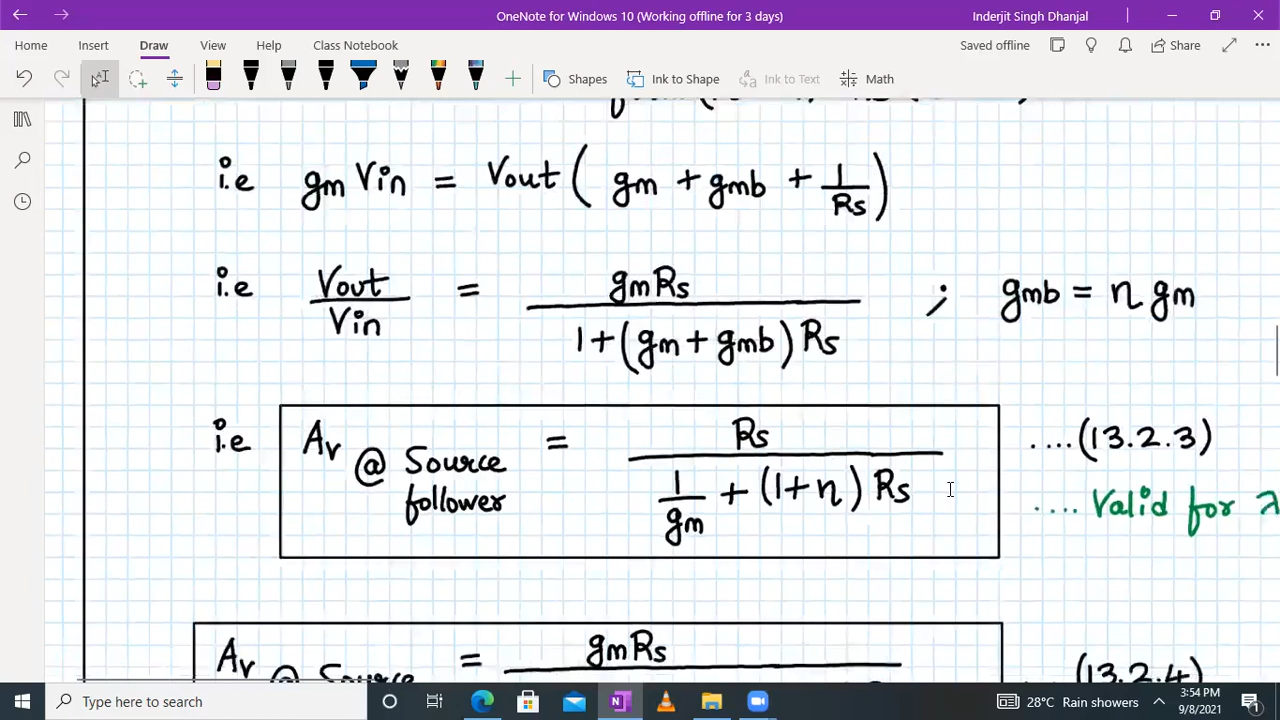 OneNote for Windows 10 (Working offline for 3 days)
Inderjit Singh Dhanjal
Home Insert Draw View Help Class Notebook
Saved offline
Share
Shapes
Ink to Shape
Ink to Text
Math
i.e gm Vin = Vout ( gm + gmb + 1/Rs )
i.e Vout/Vin = gmRs / 1+(gm+gmb)Rs ; gmb = η gm
i.e Av @ Source follower = Rs / 1/gm + (1+η) Rs ....(13.2.3)
.... Valid for λ
Av @ Source = gmRs (13.2.4)
Type here to search
28°C Rain showers
3:54 PM
9/8/2021